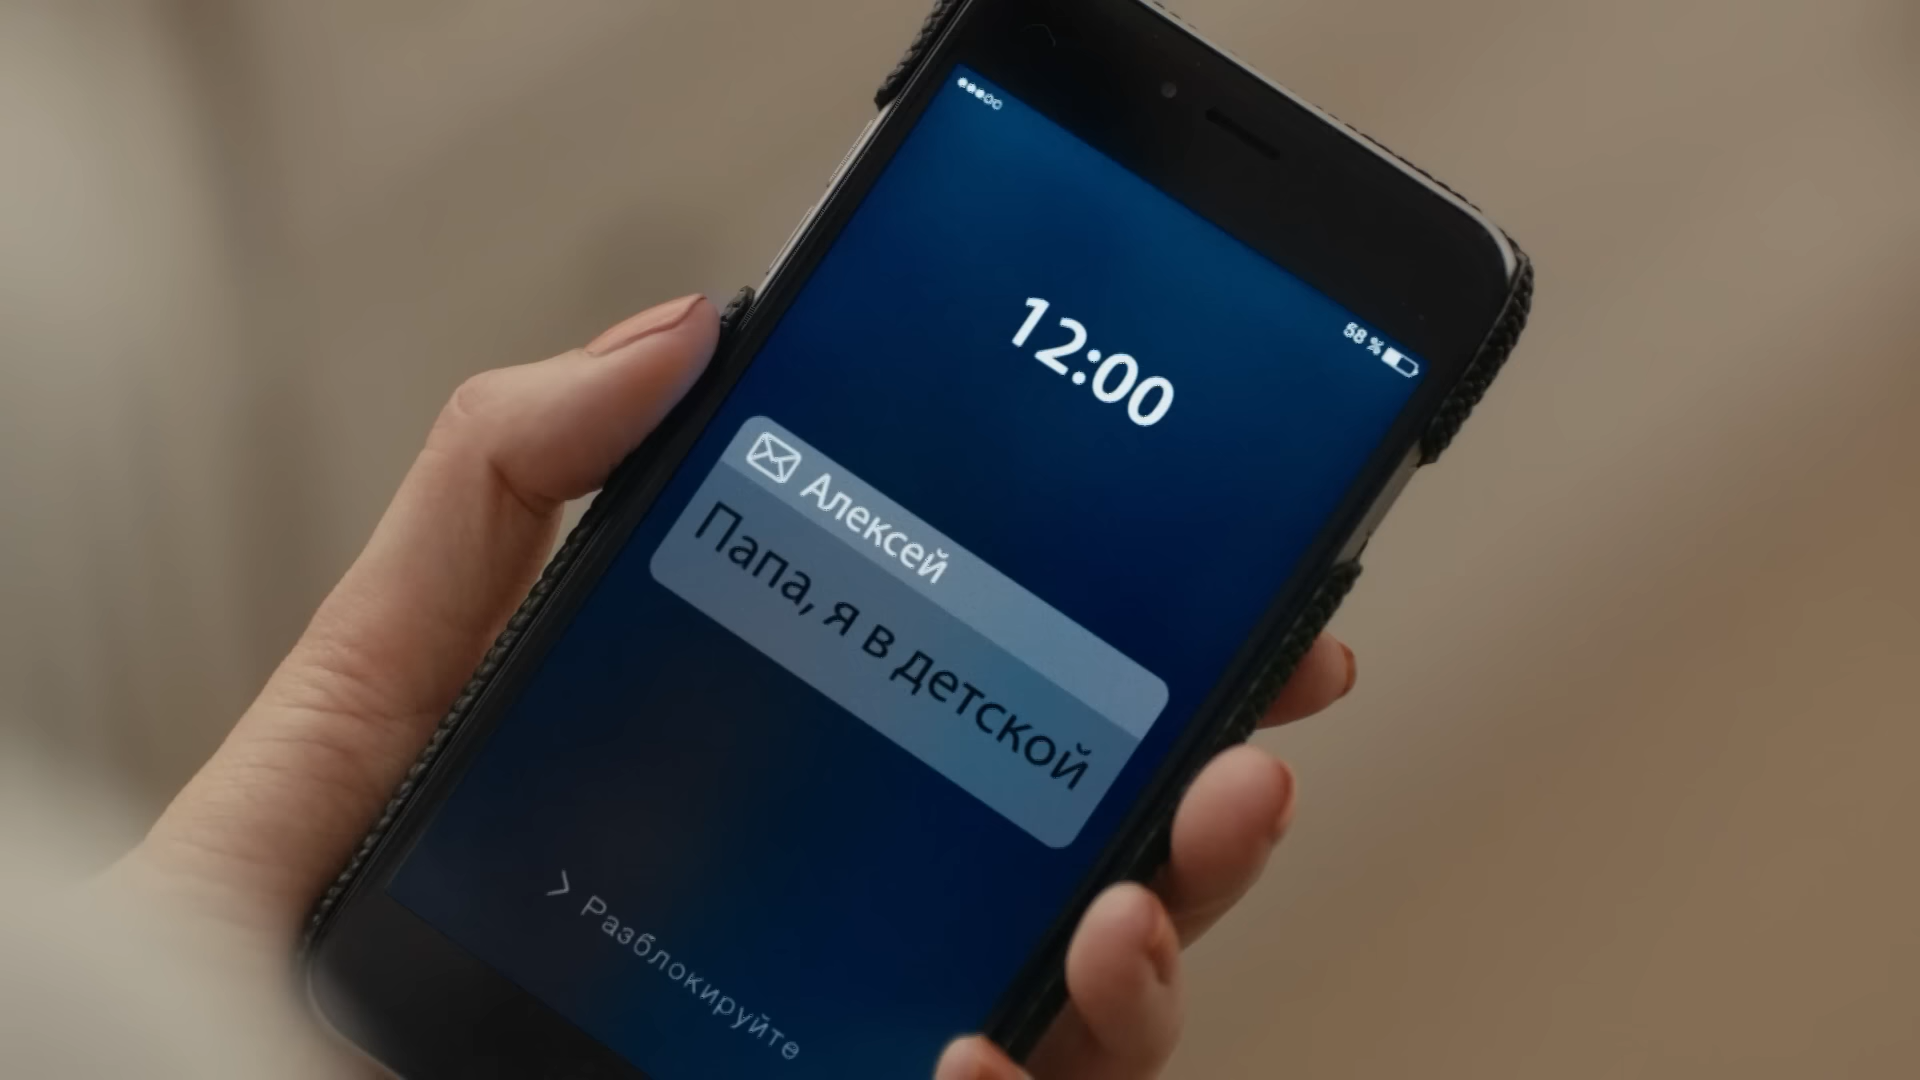 58 %
12:00
Алексей
Папа, я в детской
> Разблокируйте